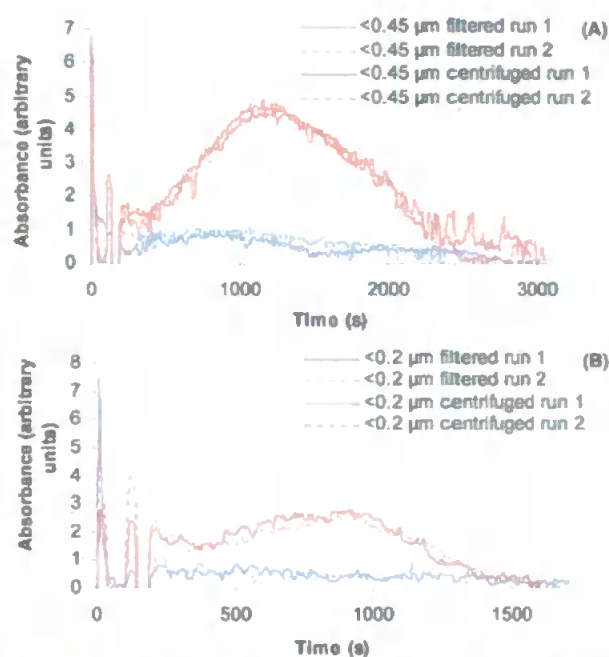 <0.45 µm filtered run 1 (A)
<0.45 µm filtered run 2
<0.45 µm centrifuged run 1
<0.45 µm centrifuged run 2
Absorbance (arbitrary units)
7
6
5
4
3
2
1
0
0 1000 2000 3000
Time (s)
<0.2 µm filtered run 1 (B)
<0.2 µm filtered run 2
<0.2 µm centrifuged run 1
<0.2 µm centrifuged run 2
Absorbance (arbitrary units)
8
7
6
5
4
3
2
1
0
0 500 1000 1500
Time (s)